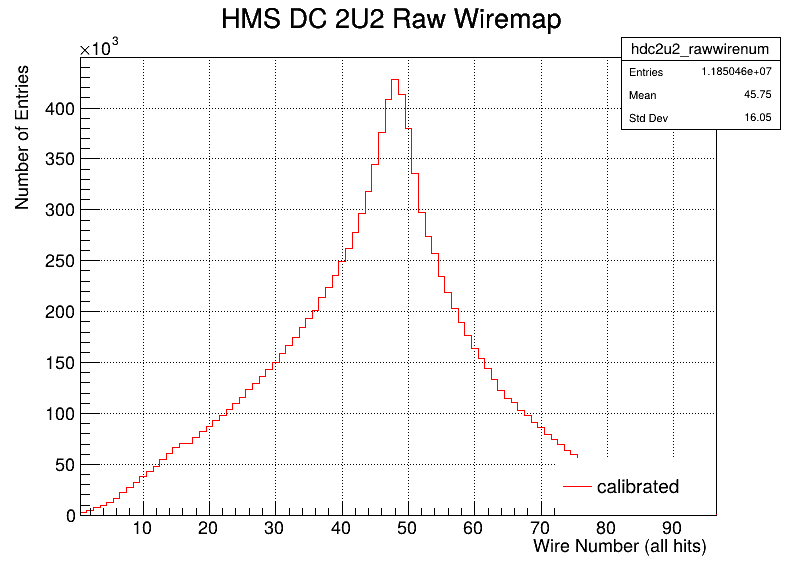 HMS DC 2U2 Raw Wiremap
×10³
hdc2u2_rawwirenum
Entries 1.185046e+07
Mean 45.75
Std Dev 16.05
Number of Entries
400
350
300
250
200
150
100
50
0
calibrated
10 20 30 40 50 60 70 80 90
Wire Number (all hits)